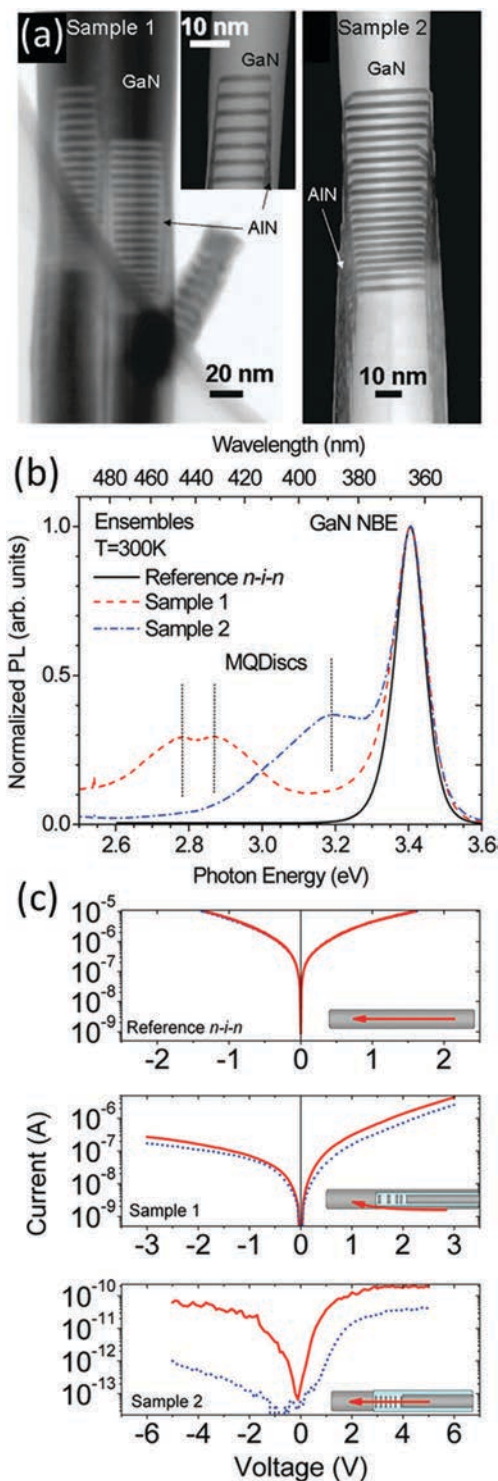 (a)
Sample 1
GaN
10 nm
GaN
Sample 2
GaN
AlN
AlN
20 nm
10 nm
(b)
Wavelength (nm)
480 460 440 420 400 380 360
Ensembles
T=300K
GaN NBE
Reference n-i-n
Sample 1
Sample 2
MQDiscs
Normalized PL (arb. units)
1.0
0.5
0.0
2.6 2.8 3.0 3.2 3.4 3.6
Photon Energy (eV)
(c)
10⁻⁵
10⁻⁶
10⁻⁷
10⁻⁸
10⁻⁹
Reference n-i-n
-2 -1 0 1 2
10⁻⁶
10⁻⁷
10⁻⁸
10⁻⁹
Sample 1
-3 -2 -1 0 1 2 3
Current (A)
10⁻¹⁰
10⁻¹¹
10⁻¹²
10⁻¹³
Sample 2
-6 -4 -2 0 2 4 6
Voltage (V)